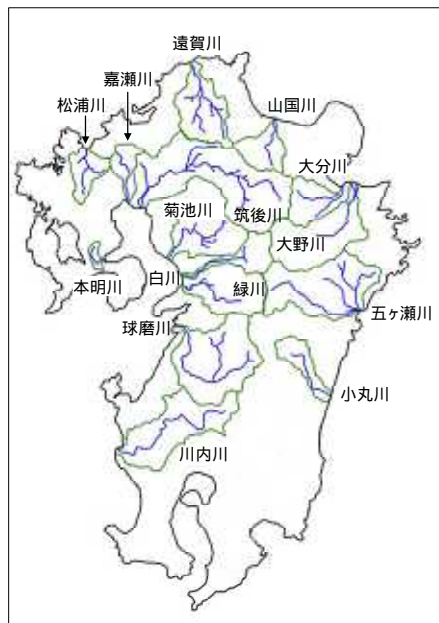 遠賀川
嘉瀬川
松浦川
山国川
大分川
菊池川
筑後川
大野川
本明川
白川
緑川
五ヶ瀬川
球磨川
小丸川
川内川